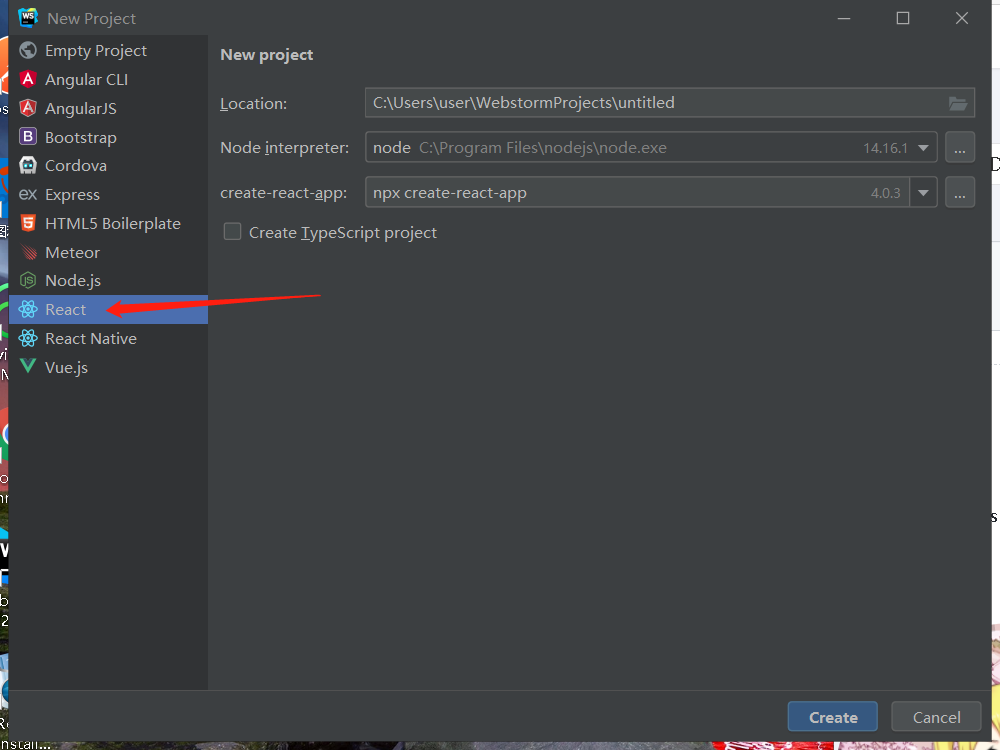 New Project
Empty Project
Angular CLI
AngularJS
Bootstrap
Cordova
Express
HTML5 Boilerplate
Meteor
Node.js
React
React Native
Vue.js
New project
Location: C:\Users\user\WebstormProjects\untitled
Node interpreter: node C:\Program Files\nodejs\node.exe 14.16.1 ...
create-react-app: npx create-react-app 4.0.3 ...
Create TypeScript project
Create Cancel